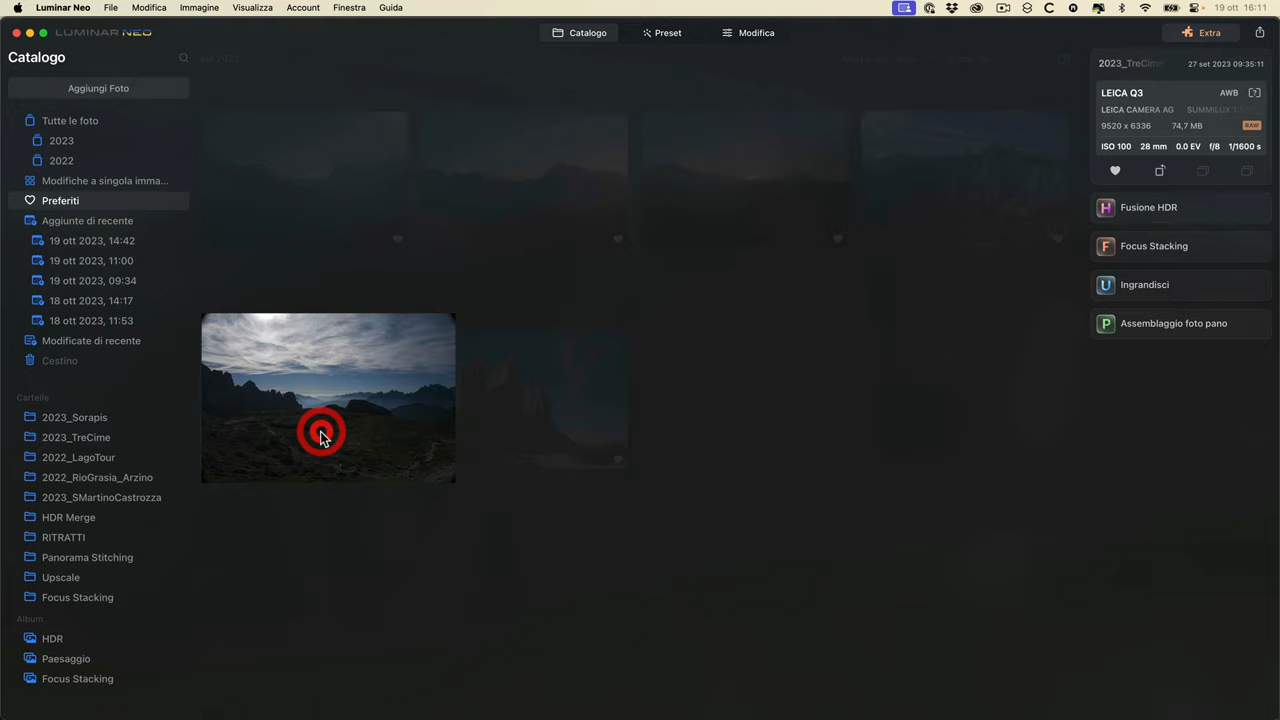 Luminar Neo File Modifica Immagine Visualizza Account Finestra Guida
19 ott 16:11
LUMINAR NEO
Catalogo
Preset
Modifica
Extra
Catalogo
Aggiungi Foto
Tutte le foto
2023
2022
Modifiche a singola imma...
Preferiti
Aggiunte di recente
19 ott 2023, 14:42
19 ott 2023, 11:00
19 ott 2023, 09:34
18 ott 2023, 14:17
18 ott 2023, 11:53
Modificate di recente
Cestino
Cartelle
2023_Sorapis
2023_TreCime
2022_LagoTour
2022_RioGrasia_Arzino
2023_SMartinoCastrozza
HDR Merge
RITRATTI
Panorama Stitching
Upscale
Focus Stacking
Album
HDR
Paesaggio
Focus Stacking
2023_TreCime
27 set 2023 09:35:11
LEICA Q3
AWB
LEICA CAMERA AG
SUMMILUX
9520 x 6336 74,7 MB
RAW
ISO 100 28 mm 0.0 EV f/8 1/1600 s
Fusione HDR
Focus Stacking
Ingrandisci
Assemblaggio foto pano